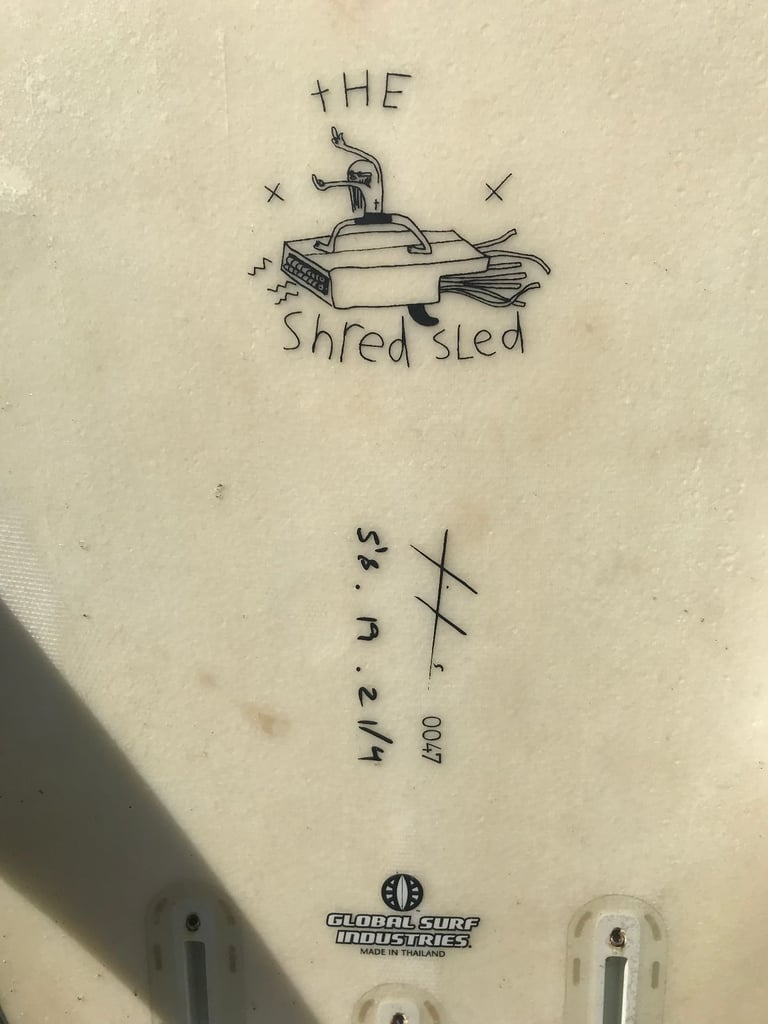 tHE
Shred sLed
5'8. 19 . 2 1/4
0047
GLOBAL SURF
INDUSTRIES.
MADE IN THAILAND